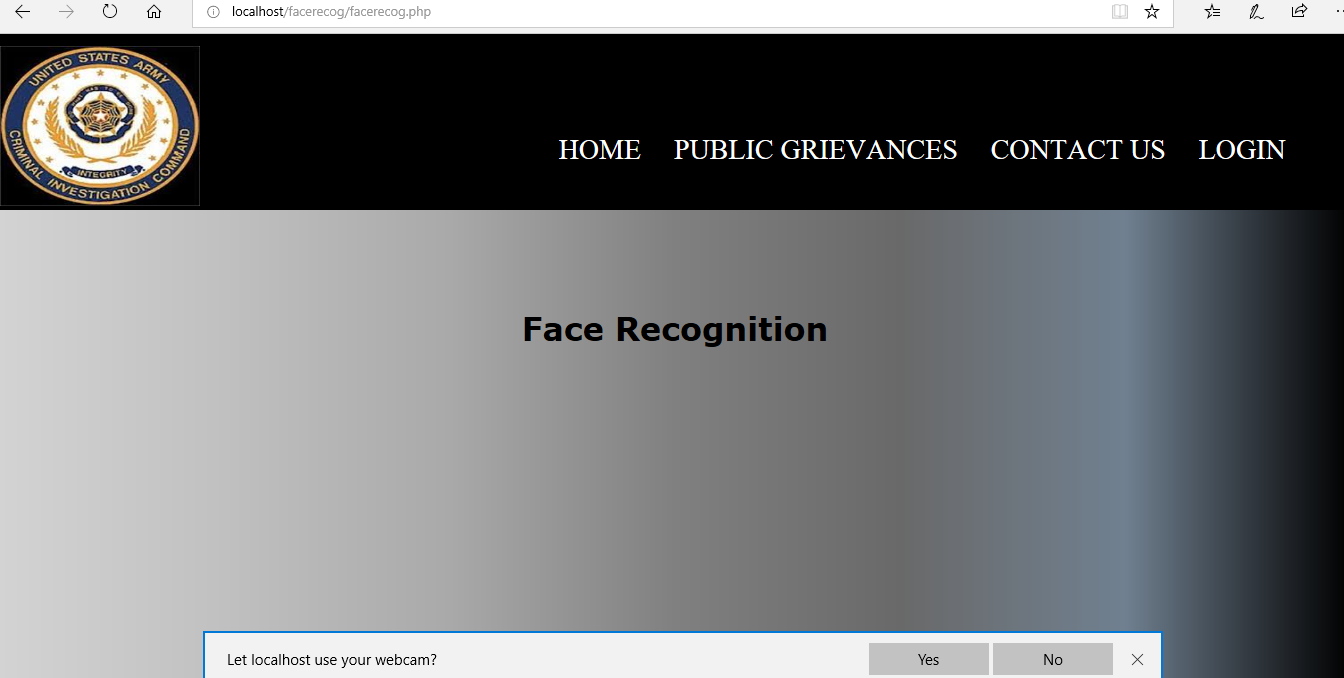 localhost/facerecog/facerecog.php
UNITED STATES ARMY
CRIMINAL INVESTIGATION COMMAND
INTEGRITY
HOME PUBLIC GRIEVANCES CONTACT US LOGIN
Face Recognition
Let localhost use your webcam? Yes No